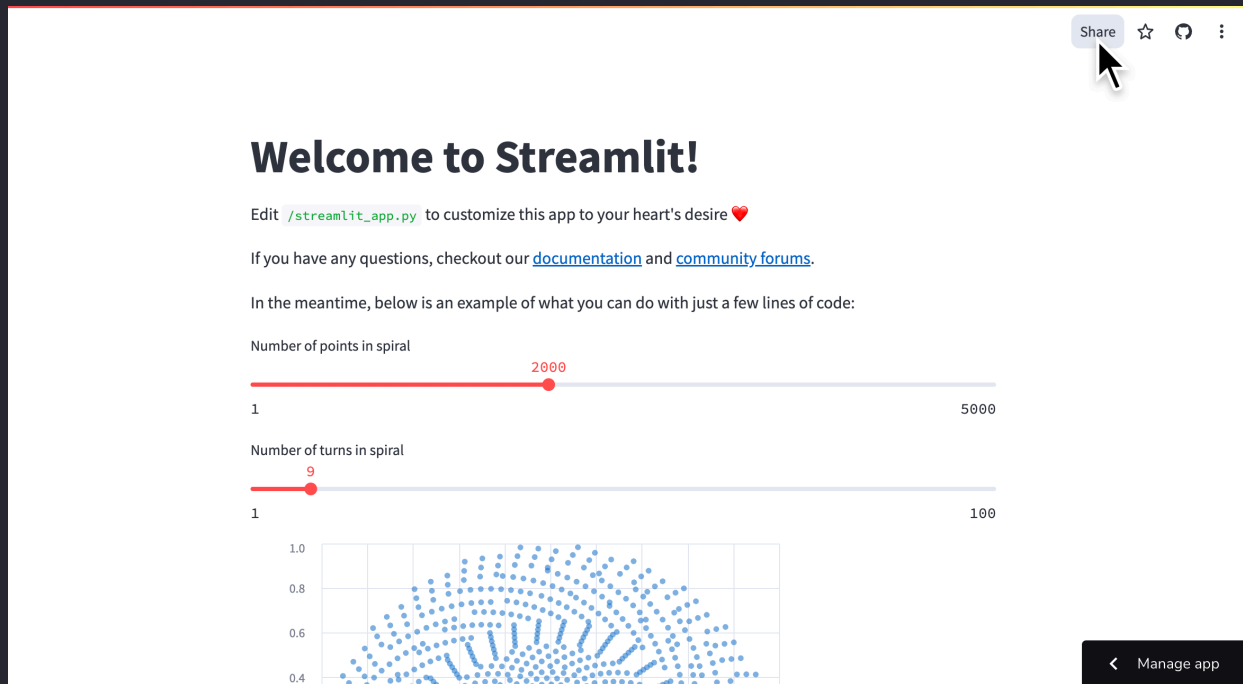 Share
Welcome to Streamlit!
Edit /streamlit_app.py to customize this app to your heart's desire ❤️
If you have any questions, checkout our documentation and community forums.
In the meantime, below is an example of what you can do with just a few lines of code:
Number of points in spiral
2000
1 5000
Number of turns in spiral
9
1 100
1.0
0.8
0.6
0.4
Manage app